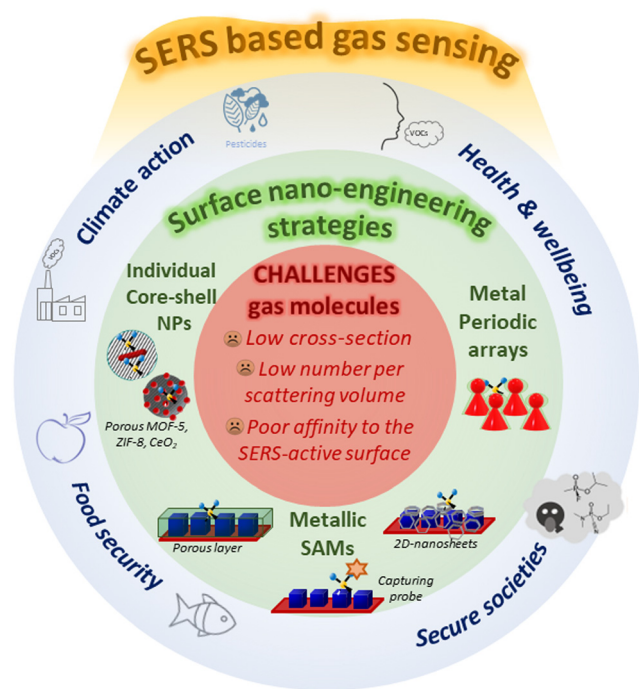 SERS based gas sensing
Pesticides
VOCs
Climate action
Health & wellbeing
VOCs
Surface nano-engineering
strategies
Individual
Core-shell
NPs
Porous MOF-5,
ZIF-8, CeO₂
CHALLENGES
gas molecules
Low cross-section
Low number per
scattering volume
Poor affinity to the
SERS-active surface
Metal
Periodic
arrays
Porous layer
Metallic
SAMs
2D-nanosheets
Capturing
probe
Food security
Secure societies